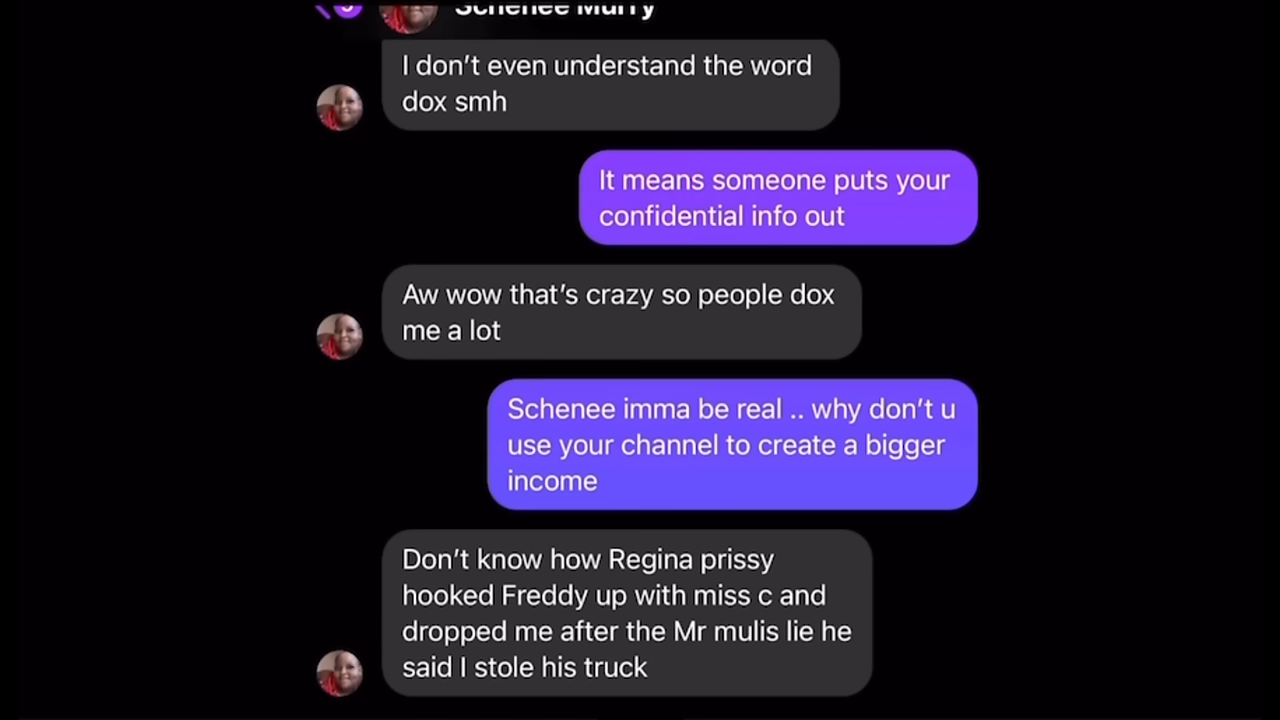 Schenee Murry
I don't even understand the word
dox smh
It means someone puts your
confidential info out
Aw wow that's crazy so people dox
me a lot
Schenee imma be real .. why don't u
use your channel to create a bigger
income
Don't know how Regina prissy
hooked Freddy up with miss c and
dropped me after the Mr mulis lie he
said I stole his truck